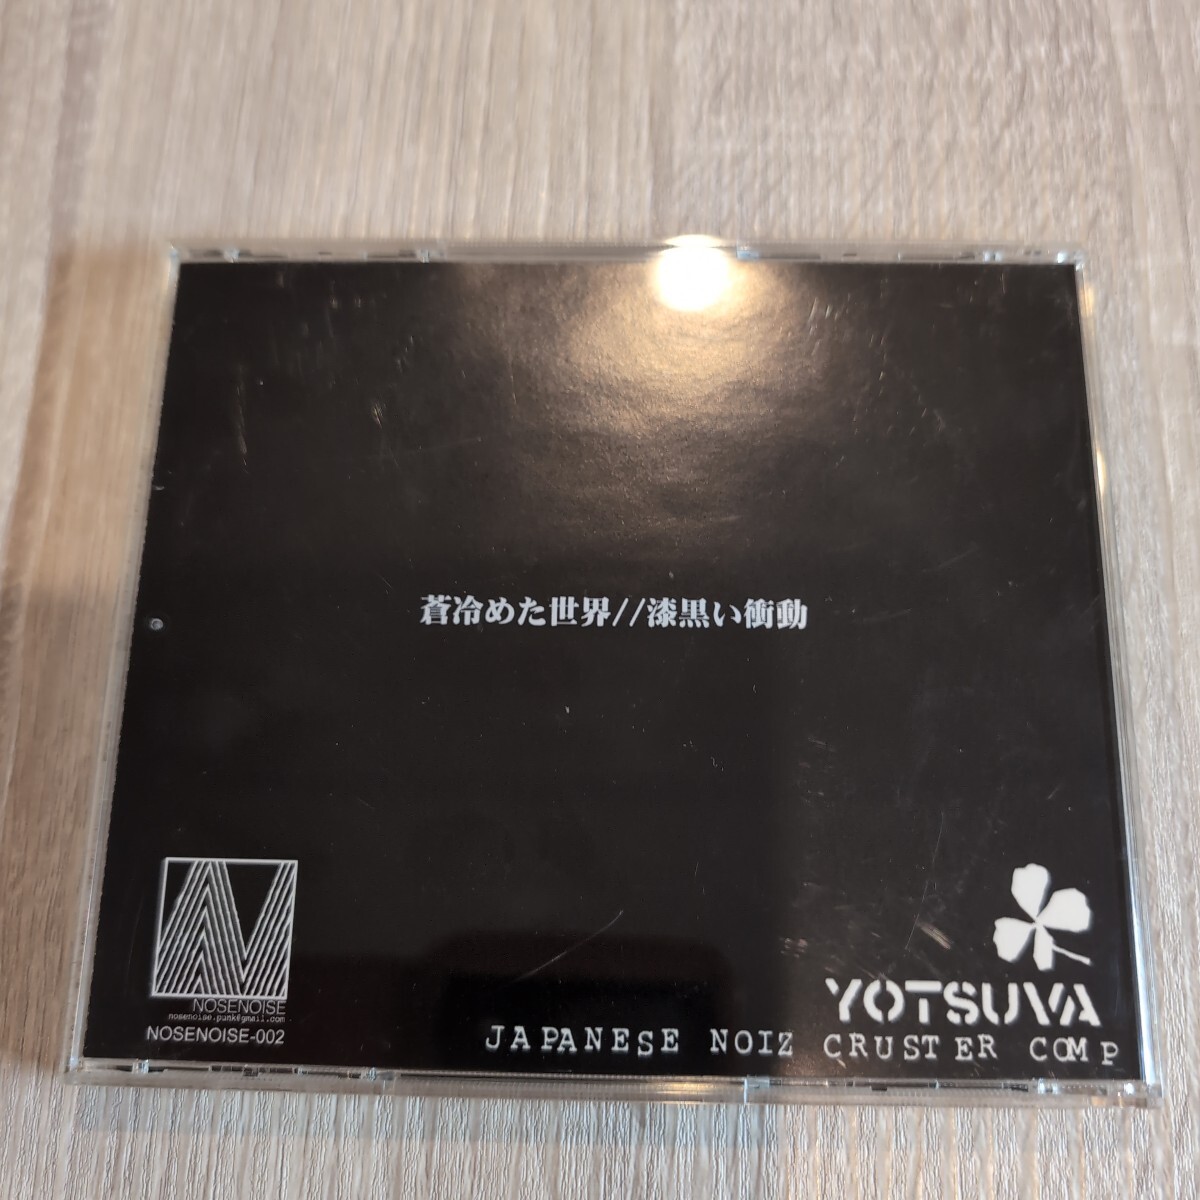 蒼冷めた世界//漆黒い衝動
NOSENOISE
nosenoise.punk@gmail.com
NOSENOISE-002
YOTSUVA
JAPANESE NOIZ CRUSTER COMP